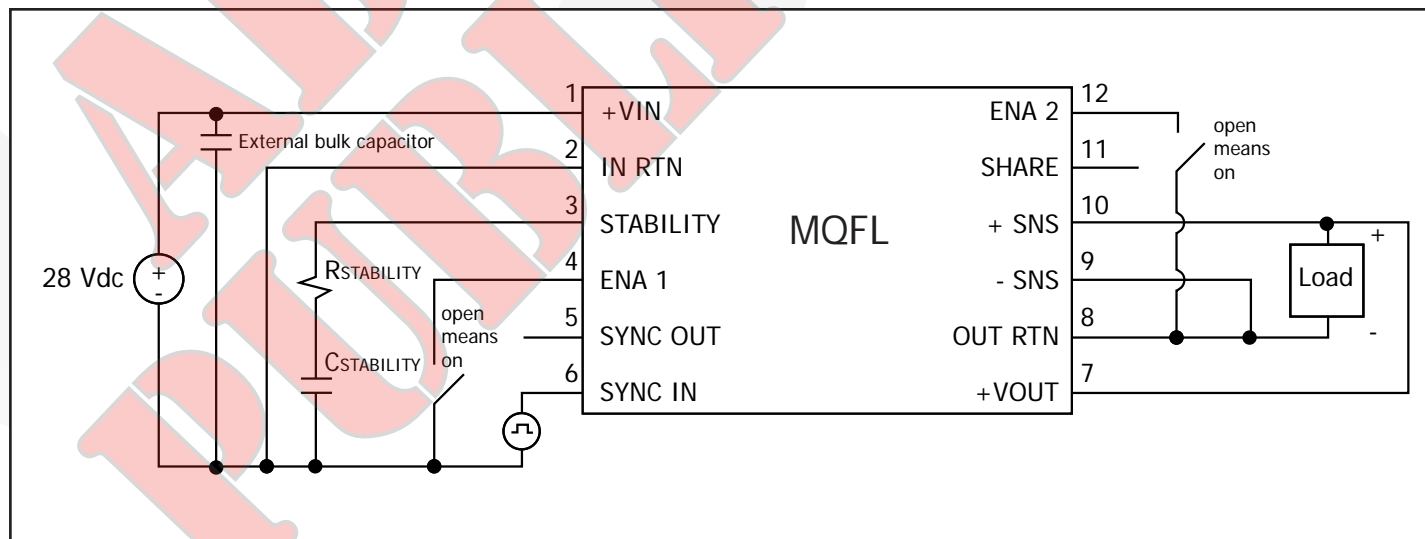 1
+VIN
ENA 2
12
External bulk capacitor
open
means
on
2
IN RTN
SHARE
11
3
STABILITY
MQFL
+ SNS
10
28 Vdc
+
-
RSTABILITY
4
ENA 1
- SNS
9
+
Load
-
open
means
on
5
SYNC OUT
OUT RTN
8
CSTABILITY
6
SYNC IN
+VOUT
7